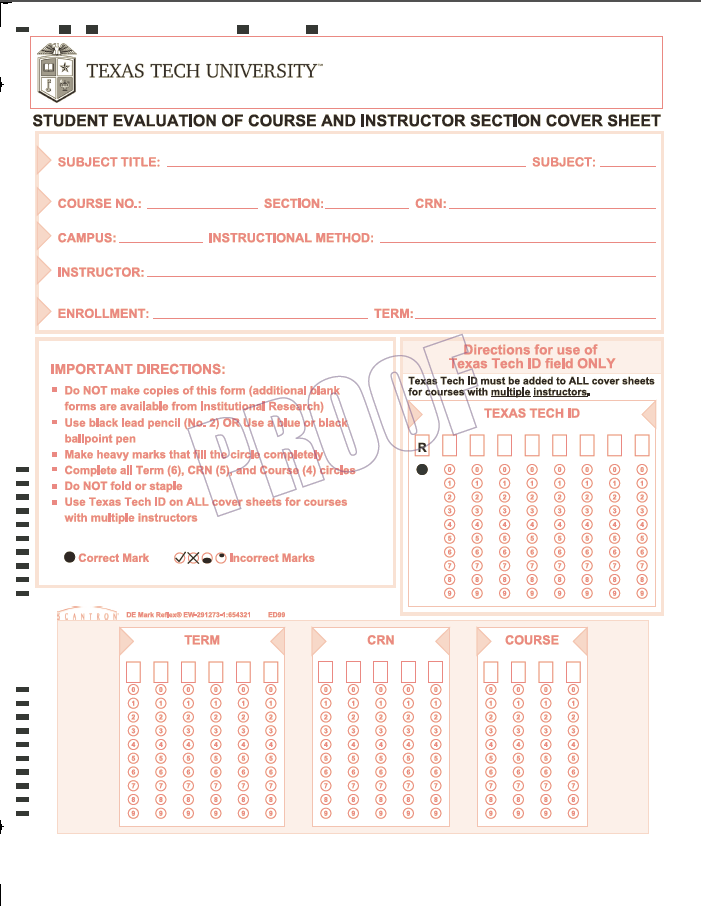 TEXAS TECH UNIVERSITY™
STUDENT EVALUATION OF COURSE AND INSTRUCTOR SECTION COVER SHEET
SUBJECT TITLE: SUBJECT:
COURSE NO.: SECTION: CRN:
CAMPUS: INSTRUCTIONAL METHOD:
INSTRUCTOR:
ENROLLMENT: TERM:
PROOF
IMPORTANT DIRECTIONS:
Do NOT make copies of this form (additional blank
forms are available from Institutional Research)
Use black lead pencil (No. 2) OR Use a blue or black
ballpoint pen
Make heavy marks that fill the circle completely
Complete all Term (6), CRN (5), and Course (4) circles
Do NOT fold or staple
Use Texas Tech ID on ALL cover sheets for courses
with multiple instructors
Correct Mark Incorrect Marks
Directions for use of
Texas Tech ID field ONLY
Texas Tech ID must be added to ALL cover sheets
for courses with multiple instructors.
TEXAS TECH ID
R
0 0 0 0 0 0 0 0
1 1 1 1 1 1 1 1
2 2 2 2 2 2 2 2
3 3 3 3 3 3 3 3
4 4 4 4 4 4 4 4
5 5 5 5 5 5 5 5
6 6 6 6 6 6 6 6
7 7 7 7 7 7 7 7
8 8 8 8 8 8 8 8
9 9 9 9 9 9 9 9
SCANTRON DE Mark Reflex® EW-291273-1:654321 ED99
TERM
0 0 0 0 0 0
1 1 1 1 1 1
2 2 2 2 2 2
3 3 3 3 3 3
4 4 4 4 4 4
5 5 5 5 5 5
6 6 6 6 6 6
7 7 7 7 7 7
8 8 8 8 8 8
9 9 9 9 9 9
CRN
0 0 0 0 0
1 1 1 1 1
2 2 2 2 2
3 3 3 3 3
4 4 4 4 4
5 5 5 5 5
6 6 6 6 6
7 7 7 7 7
8 8 8 8 8
9 9 9 9 9
COURSE
0 0 0 0
1 1 1 1
2 2 2 2
3 3 3 3
4 4 4 4
5 5 5 5
6 6 6 6
7 7 7 7
8 8 8 8
9 9 9 9